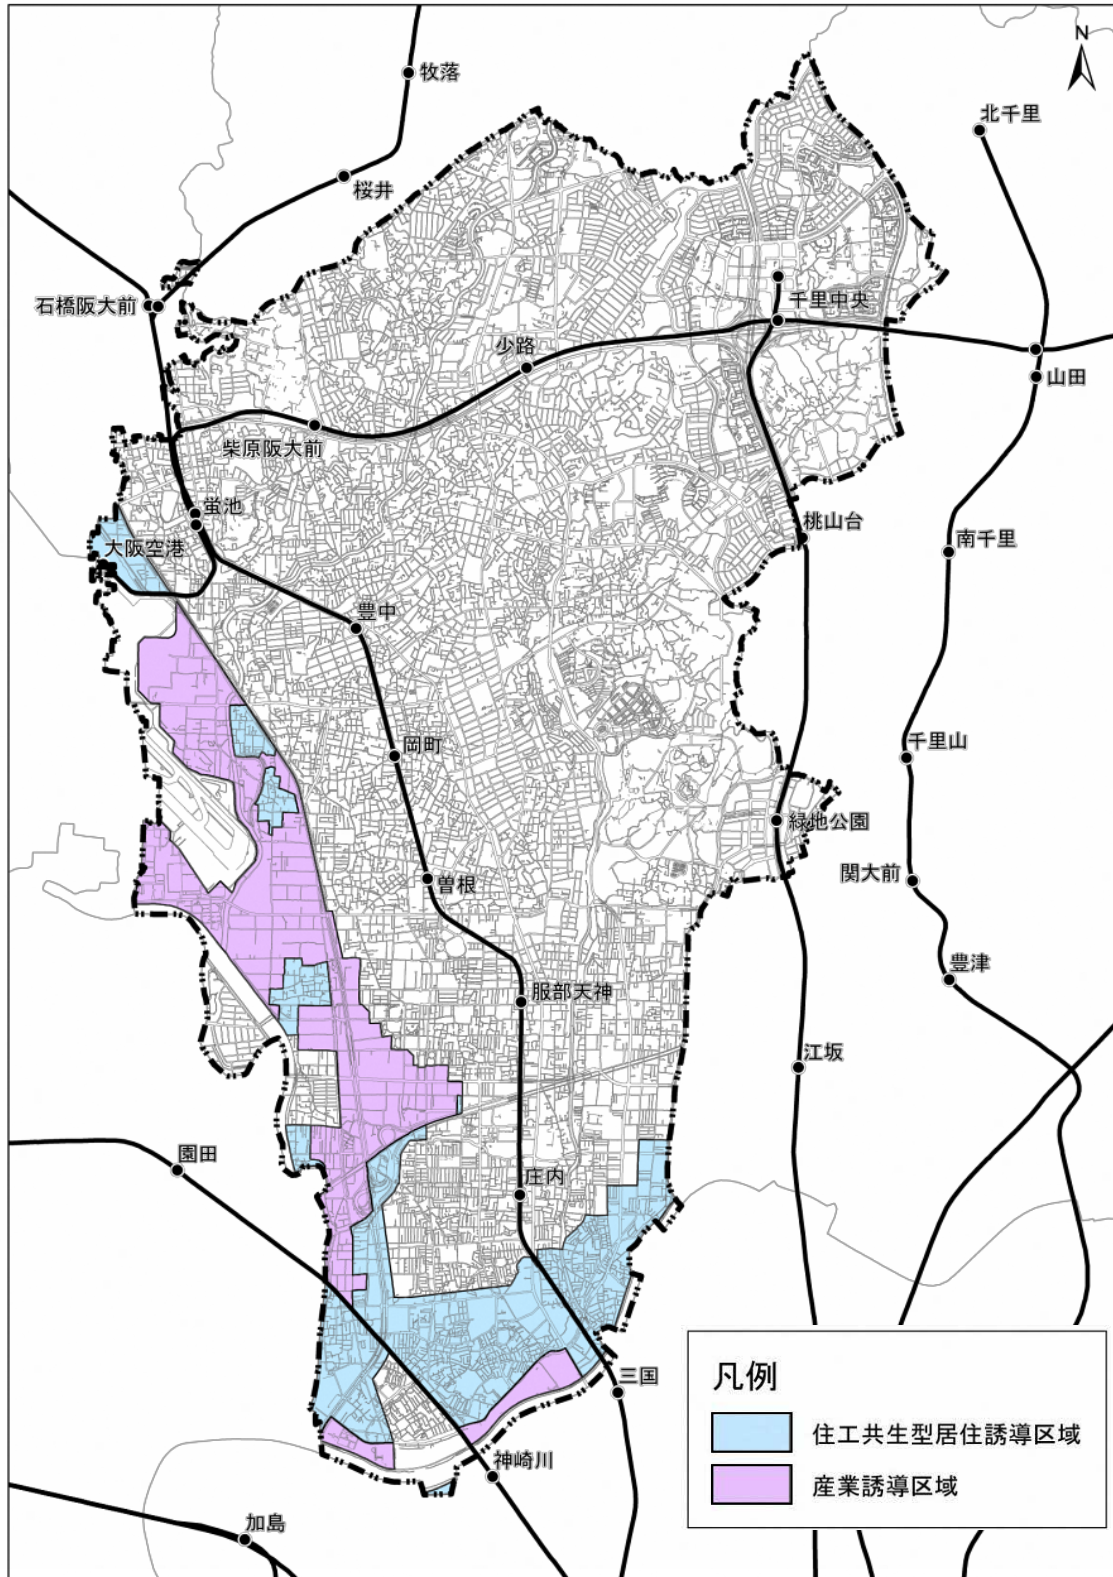 N
牧落
北千里
桜井
石橋阪大前
千里中央
少路
山田
柴原阪大前
蛍池
桃山台
大阪空港
南千里
豊中
岡町
千里山
緑地公園
関大前
曽根
豊津
服部天神
江坂
園田
庄内
三国
神崎川
加島
凡例
住工共生型居住誘導区域
産業誘導区域